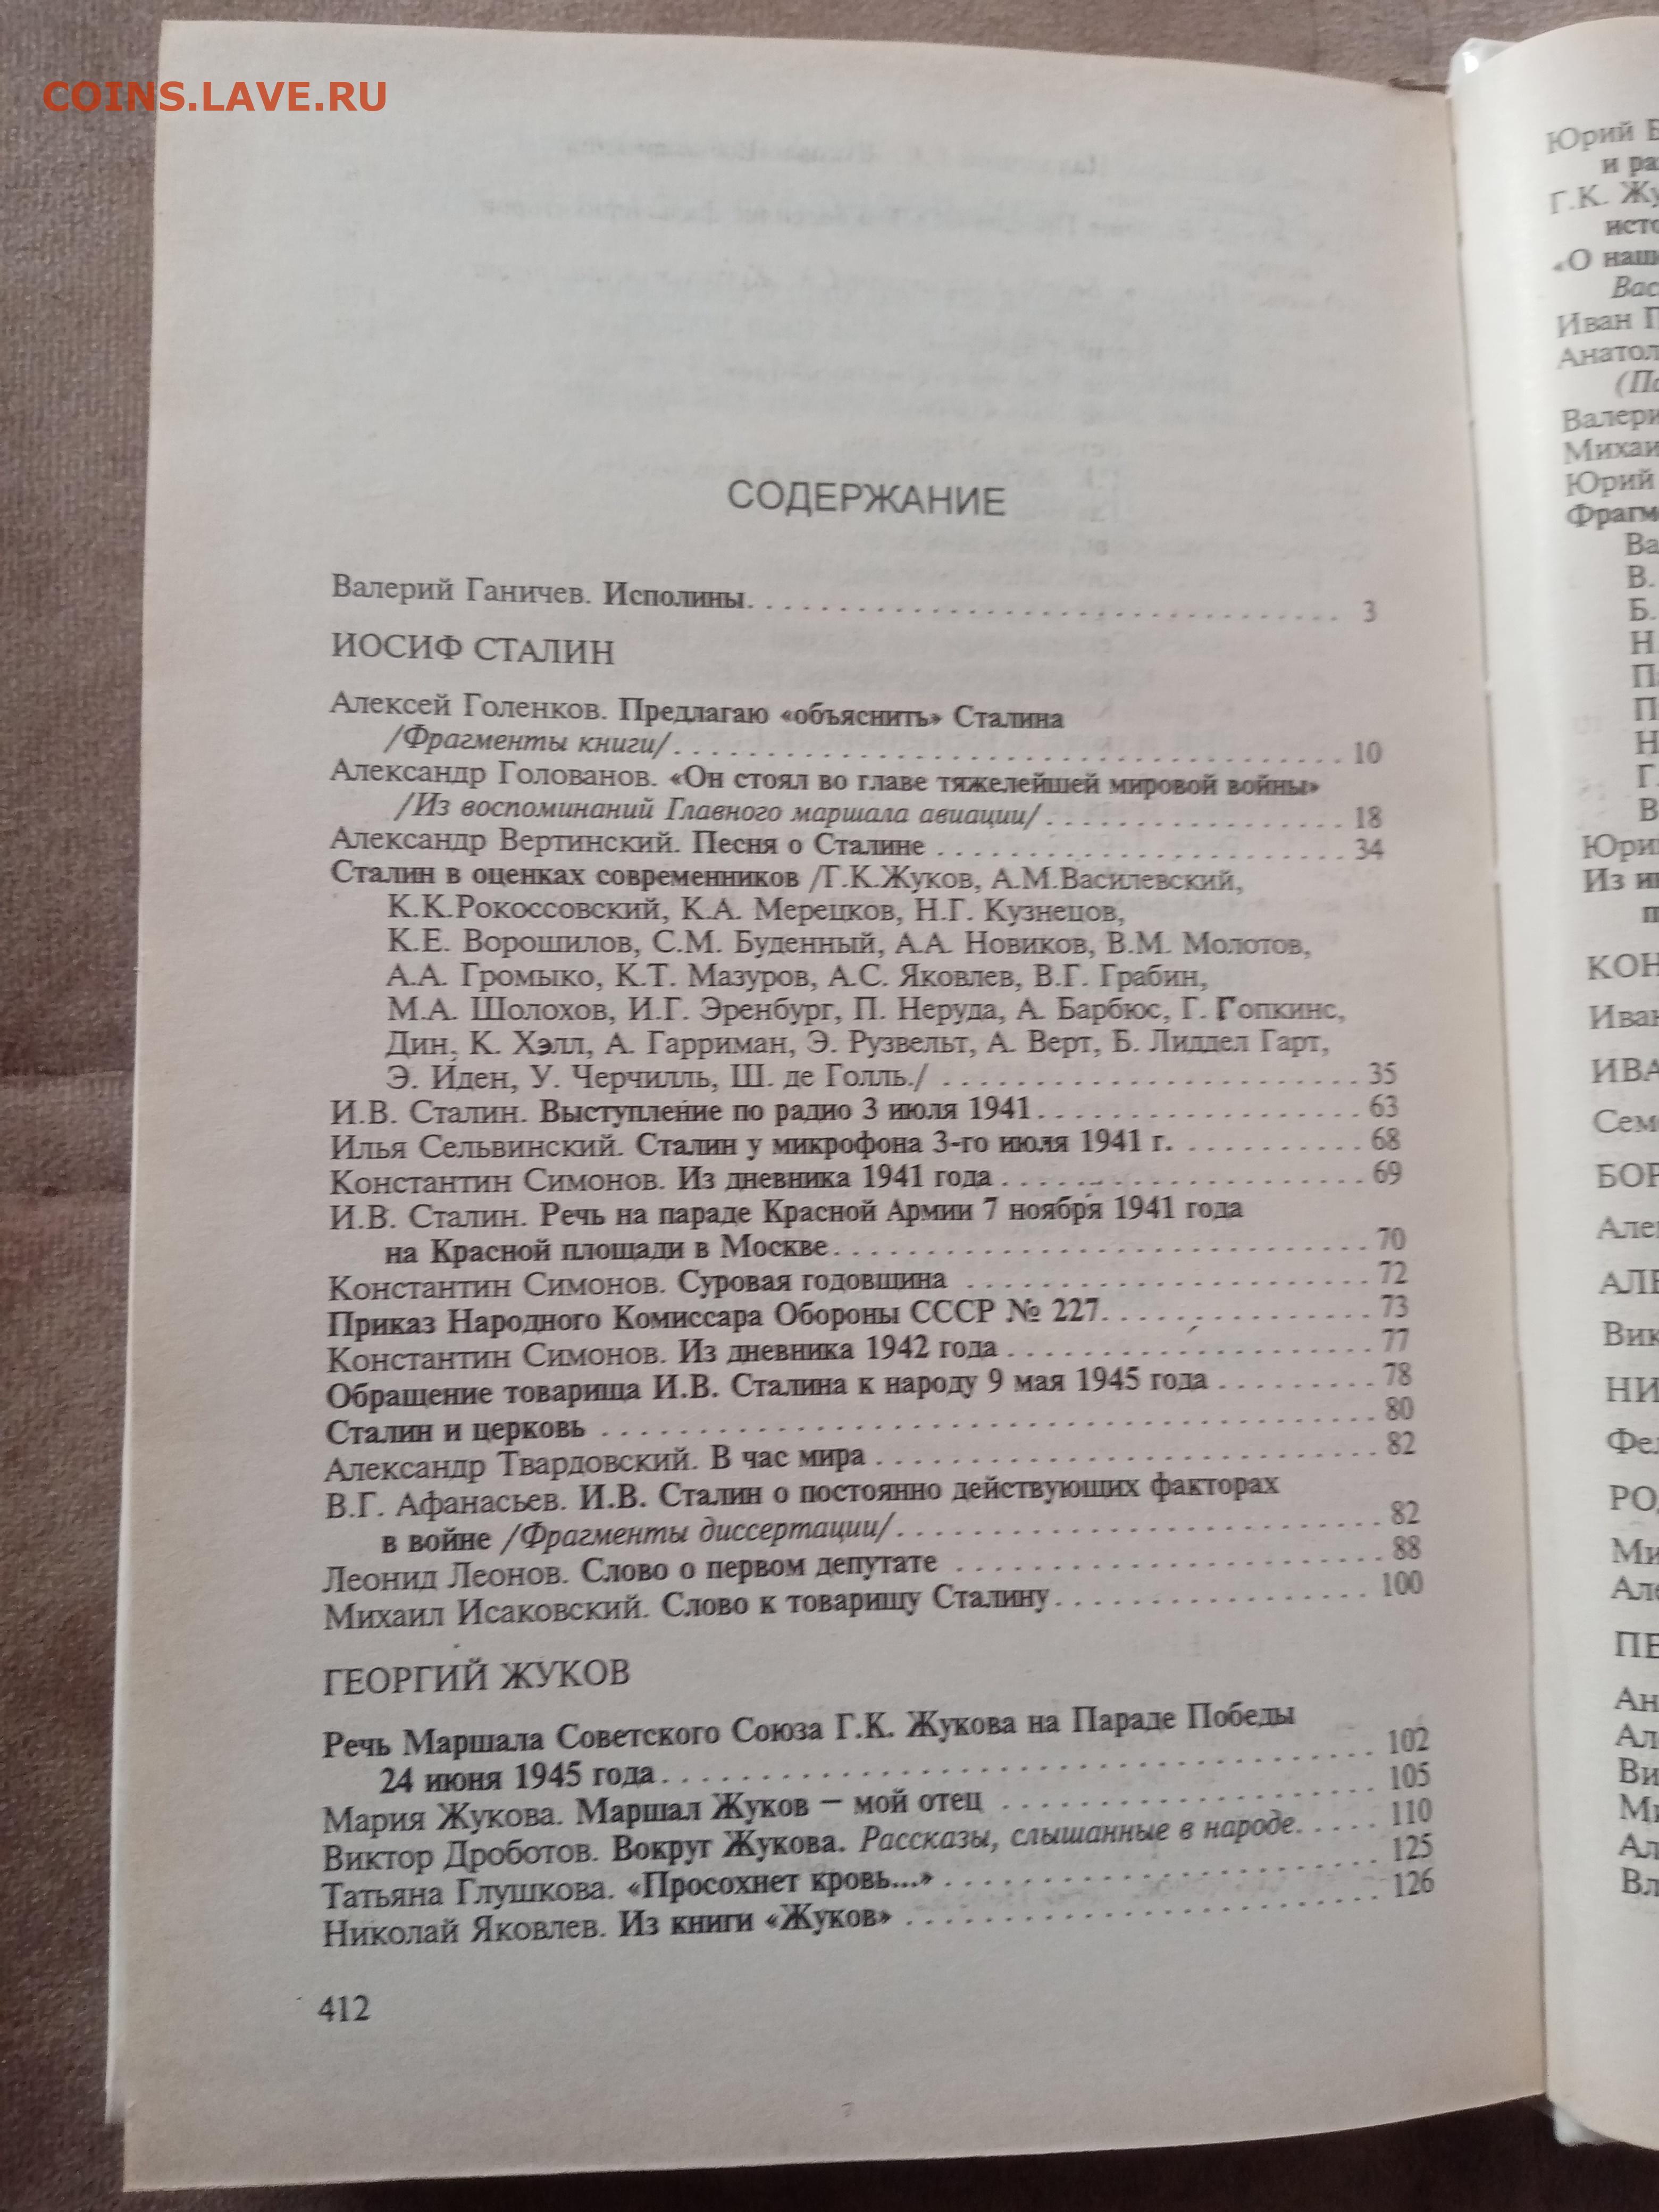 COINS.LAVE.RU
СОДЕРЖАНИЕ
Валерий Ганичев. Исполины. . . . . . . . . . . . . . . . . . . . 3
ИОСИФ СТАЛИН
Алексей Голенков. Предлагаю «объяснить» Сталина
/Фрагменты книги/ . . . . . . . . . . . . . . . . . . . . 10
Александр Голованов. «Он стоял во главе тяжелейшей мировой войны»
/Из воспоминаний Главного маршала авиации/ . . . . . . . . . . 18
Александр Вертинский. Песня о Сталине . . . . . . . . . . . . . . . 34
Сталин в оценках современников /Г.К.Жуков, А.М.Василевский,
К.К.Рокоссовский, К.А. Мерецков, Н.Г. Кузнецов,
К.Е. Ворошилов, С.М. Буденный, А.А. Новиков, В.М. Молотов,
А.А. Громыко, К.Т. Мазуров, А.С. Яковлев, В.Г. Грабин,
М.А. Шолохов, И.Г. Эренбург, П. Неруда, А. Барбюс, Г. Гопкинс,
Дин, К. Хэлл, А. Гарриман, Э. Рузвельт, А. Верт, Б. Лиддел Гарт,
Э. Иден, У. Черчилль, Ш. де Голль./ . . . . . . . . . . . . . . . 35
И.В. Сталин. Выступление по радио 3 июля 1941 . . . . . . . . . . 63
Илья Сельвинский. Сталин у микрофона 3-го июля 1941 г. . . . . . . 68
Константин Симонов. Из дневника 1941 года . . . . . . . . . . . . 69
И.В. Сталин. Речь на параде Красной Армии 7 ноября 1941 года
на Красной площади в Москве . . . . . . . . . . . . . . . . . 70
Константин Симонов. Суровая годовщина . . . . . . . . . . . . . . 72
Приказ Народного Комиссара Обороны СССР № 227 . . . . . . . . . 73
Константин Симонов. Из дневника 1942 года . . . . . . . . . . . . 77
Обращение товарища И.В. Сталина к народу 9 мая 1945 года . . . . . 78
Сталин и церковь . . . . . . . . . . . . . . . . . . . . . . . 80
Александр Твардовский. В час мира . . . . . . . . . . . . . . . . 82
В.Г. Афанасьев. И.В. Сталин о постоянно действующих факторах
в войне /Фрагменты диссертации/ . . . . . . . . . . . . . . . 82
Леонид Леонов. Слово о первом депутате . . . . . . . . . . . . . 88
Михаил Исаковский. Слово к товарищу Сталину . . . . . . . . . . 100
ГЕОРГИЙ ЖУКОВ
Речь Маршала Советского Союза Г.К. Жукова на Параде Победы
24 июня 1945 года . . . . . . . . . . . . . . . . . . . . . 102
Мария Жукова. Маршал Жуков — мой отец . . . . . . . . . . . . . 105
Виктор Дроботов. Вокруг Жукова. Рассказы, слышанные в народе . . . 110
Татьяна Глушкова. «Просохнет кровь...» . . . . . . . . . . . . . 125
Николай Яковлев. Из книги «Жуков» . . . . . . . . . . . . . . . 126
412
Юрий
и
Г.К.
«О
Иван
Юрий
В.
Б.
Н.
Г.
Из